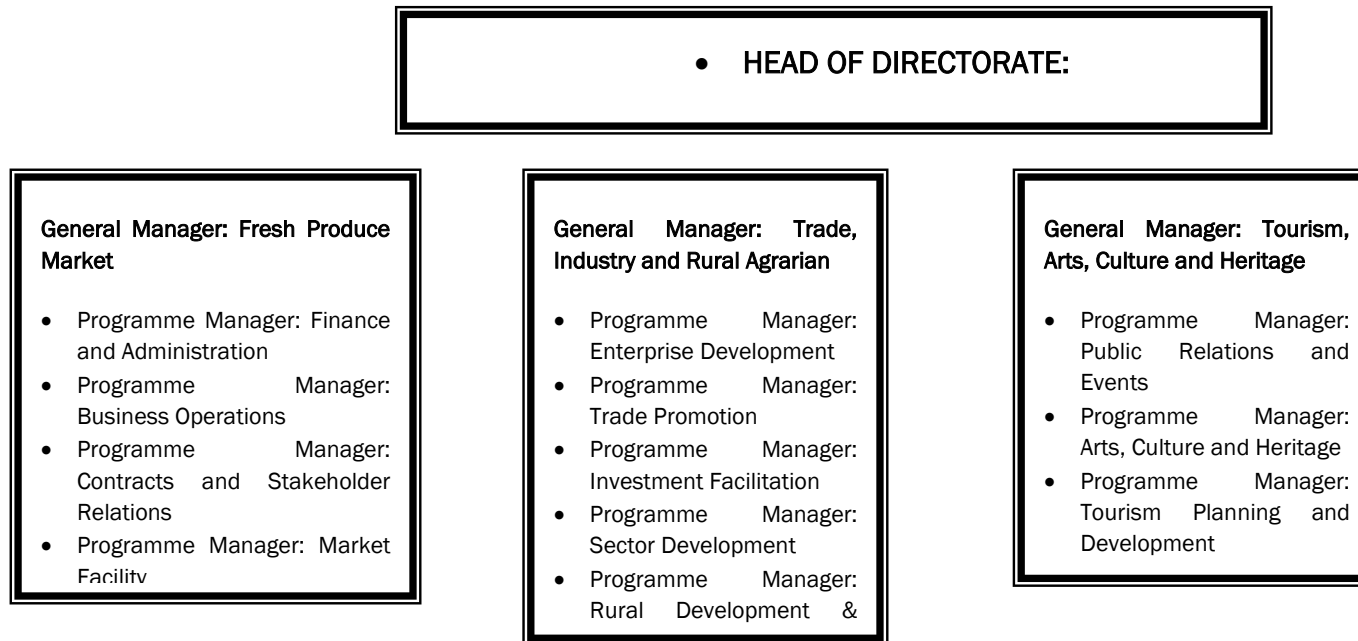 • HEAD OF DIRECTORATE:
General Manager: Fresh Produce
Market
• Programme Manager: Finance
and Administration
• Programme Manager:
Business Operations
• Programme Manager:
Contracts and Stakeholder
Relations
• Programme Manager: Market
Facility
General Manager: Trade,
Industry and Rural Agrarian
• Programme Manager:
Enterprise Development
• Programme Manager:
Trade Promotion
• Programme Manager:
Investment Facilitation
• Programme Manager:
Sector Development
• Programme Manager:
Rural Development &
General Manager: Tourism,
Arts, Culture and Heritage
• Programme Manager:
Public Relations and
Events
• Programme Manager:
Arts, Culture and Heritage
• Programme Manager:
Tourism Planning and
Development